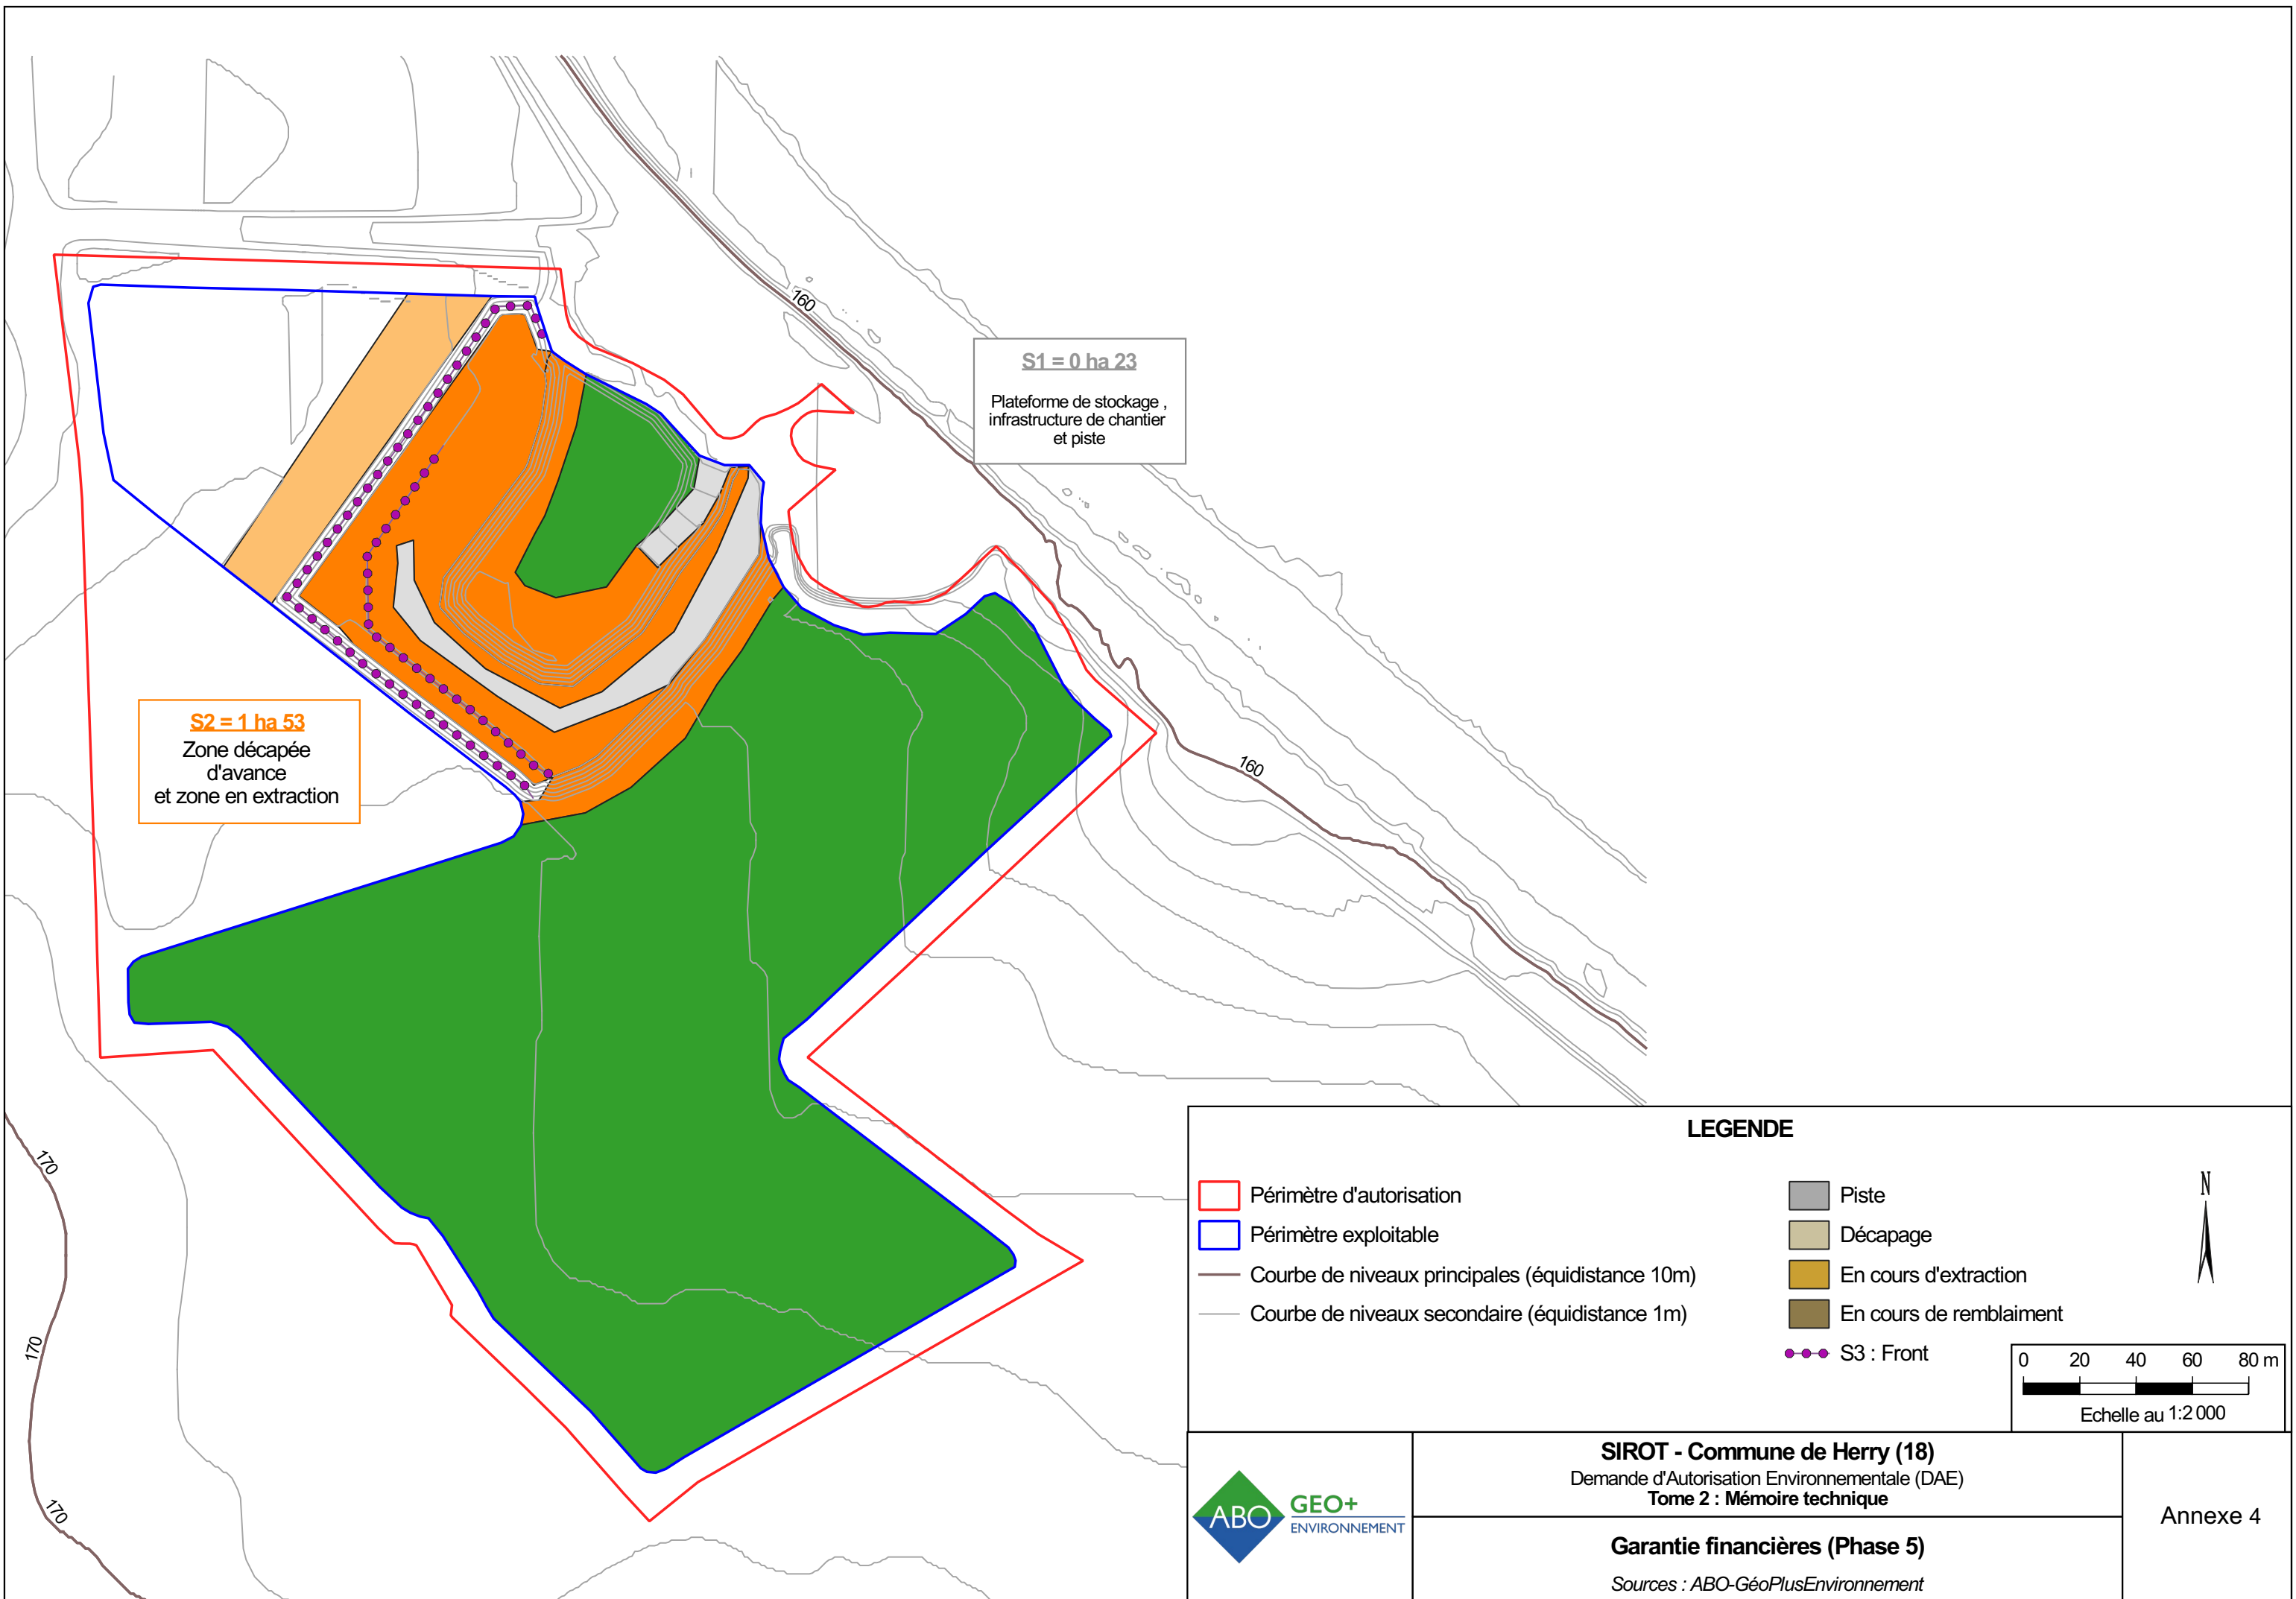 160
S1 = 0 ha 23
Plateforme de stockage ,
infrastructure de chantier
et piste
S2 = 1 ha 53
Zone décapée
d'avance
et zone en extraction
160
170
170
170
LEGENDE
Périmètre d'autorisation
Périmètre exploitable
Courbe de niveaux principales (équidistance 10m)
Courbe de niveaux secondaire (équidistance 1m)
Piste
Décapage
En cours d'extraction
En cours de remblaiment
S3 : Front
N
0 20 40 60 80 m
Echelle au 1:2 000
ABO
GEO+
ENVIRONNEMENT
SIROT - Commune de Herry (18)
Demande d'Autorisation Environnementale (DAE)
Tome 2 : Mémoire technique
Garantie financières (Phase 5)
Sources : ABO-GéoPlusEnvironnement
Annexe 4